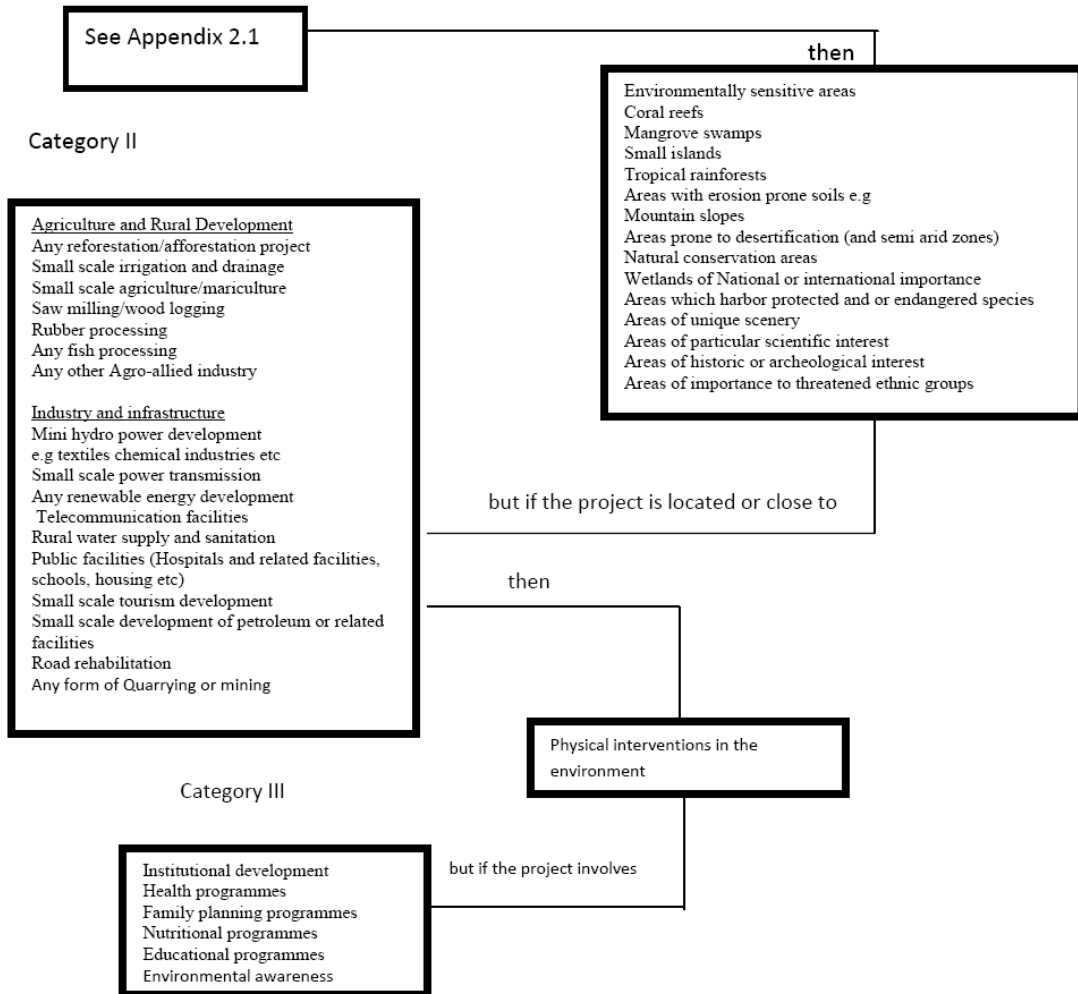 See Appendix 2.1
then
Environmentally sensitive areas
Coral reefs
Mangrove swamps
Small islands
Tropical rainforests
Areas with erosion prone soils e.g
Mountain slopes
Areas prone to desertification (and semi arid zones)
Natural conservation areas
Wetlands of National or international importance
Areas which harbor protected and or endangered species
Areas of unique scenery
Areas of particular scientific interest
Areas of historic or archeological interest
Areas of importance to threatened ethnic groups
Category II
Agriculture and Rural Development
Any reforestation/afforestation project
Small scale irrigation and drainage
Small scale agriculture/mariculture
Saw milling/wood logging
Rubber processing
Any fish processing
Any other Agro-allied industry
Industry and infrastructure
Mini hydro power development
e.g textiles chemical industries etc
Small scale power transmission
Any renewable energy development
Telecommunication facilities
Rural water supply and sanitation
Public facilities (Hospitals and related facilities,
schools, housing etc)
Small scale tourism development
Small scale development of petroleum or related
facilities
Road rehabilitation
Any form of Quarrying or mining
but if the project is located or close to
then
Physical interventions in the
environment
Category III
but if the project involves
Institutional development
Health programmes
Family planning programmes
Nutritional programmes
Educational programmes
Environmental awareness